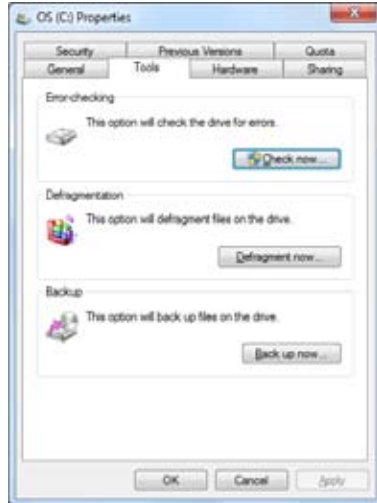 OS (C:) Properties
Security Previous Versions Quota
General Tools Hardware Sharing
Error-checking
This option will check the drive for errors.
Check now...
Defragmentation
This option will defragment files on the drive.
Defragment now...
Backup
This option will back up files on the drive.
Back up now...
OK Cancel Apply